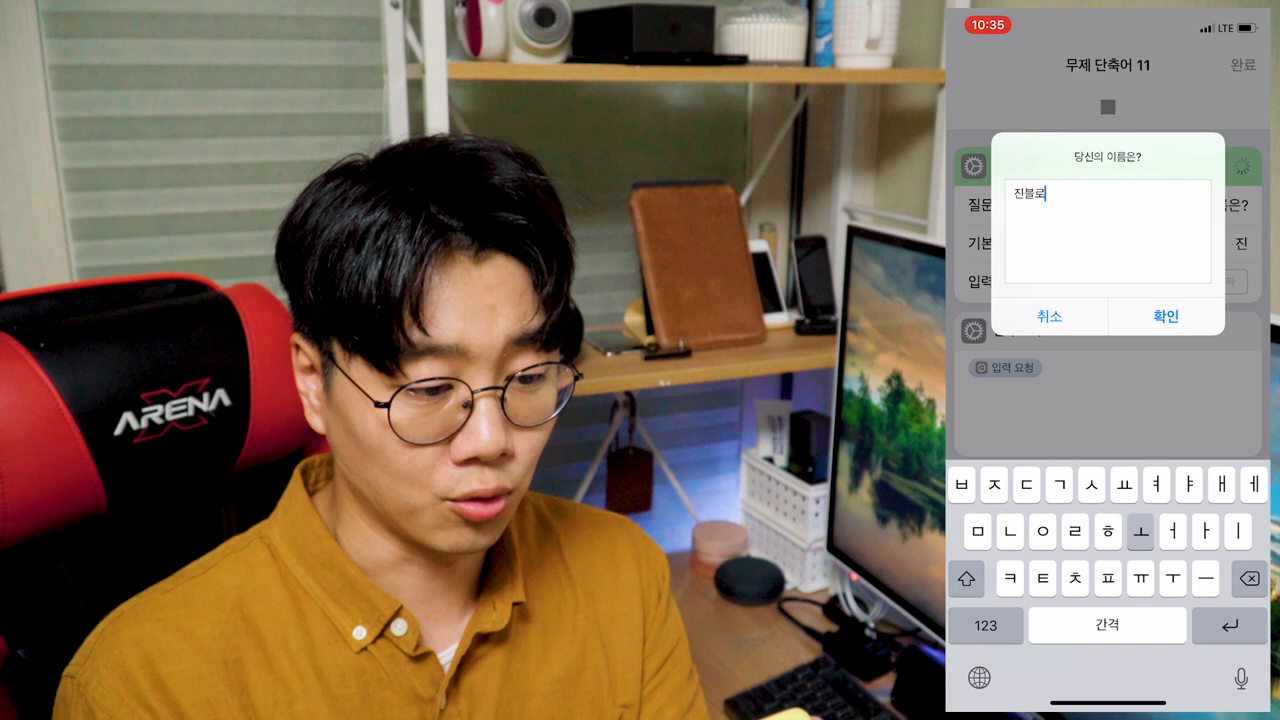 ARENA
X
10:35
LTE
무제 단축어 11
완료
당신의 이름은?
진블로
질문
은?
기본
진
입력
취소
확인
입력 요청
ㅂ ㅈ ㄷ ㄱ ㅅ ㅛ ㅕ ㅑ ㅐ ㅔ
ㅁ ㄴ ㅇ ㄹ ㅎ ㅗ ㅓ ㅏ ㅣ
ㅋ ㅌ ㅊ ㅍ ㅠ ㅜ ㅡ
123 간격